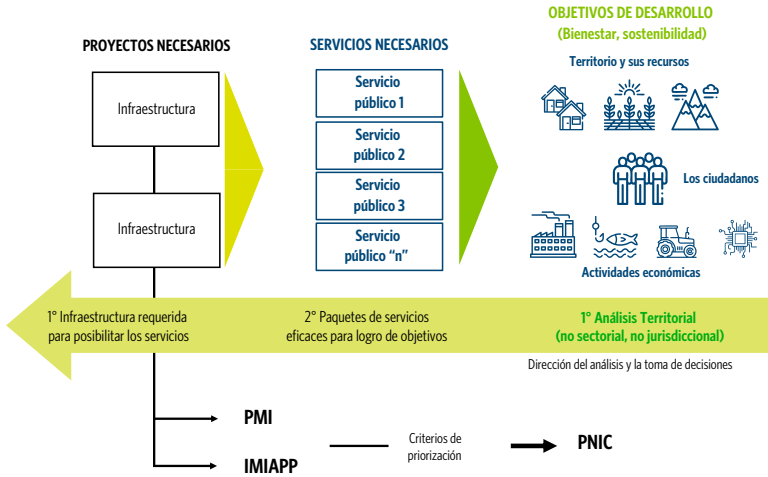 PROYECTOS NECESARIOS
Infraestructura
Infraestructura
SERVICIOS NECESARIOS
Servicio
público 1
Servicio
público 2
Servicio
público 3
Servicio
público “n”
OBJETIVOS DE DESARROLLO
(Bienestar, sostenibilidad)
Territorio y sus recursos
Los ciudadanos
Actividades económicas
1° Infraestructura requerida
para posibilitar los servicios
2° Paquetes de servicios
eficaces para logro de objetivos
1° Análisis Territorial
(no sectorial, no jurisdiccional)
Dirección del análisis y la toma de decisiones
PMI
IMIAPP
Criterios de
priorización
PNIC